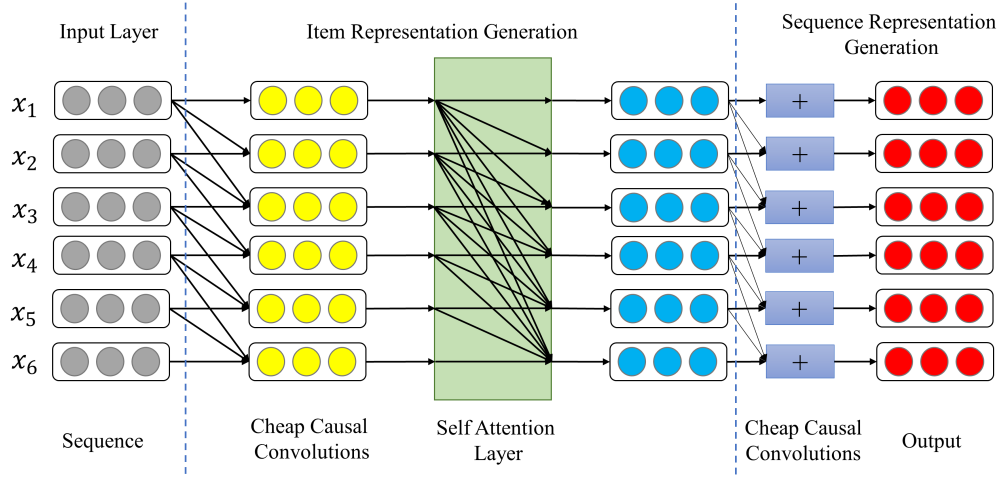 Input Layer
Item Representation Generation
Sequence Representation
Generation
x1
x2
x3
x4
x5
x6
+
+
+
+
+
+
Sequence
Cheap Causal
Convolutions
Self Attention
Layer
Cheap Causal
Convolutions
Output